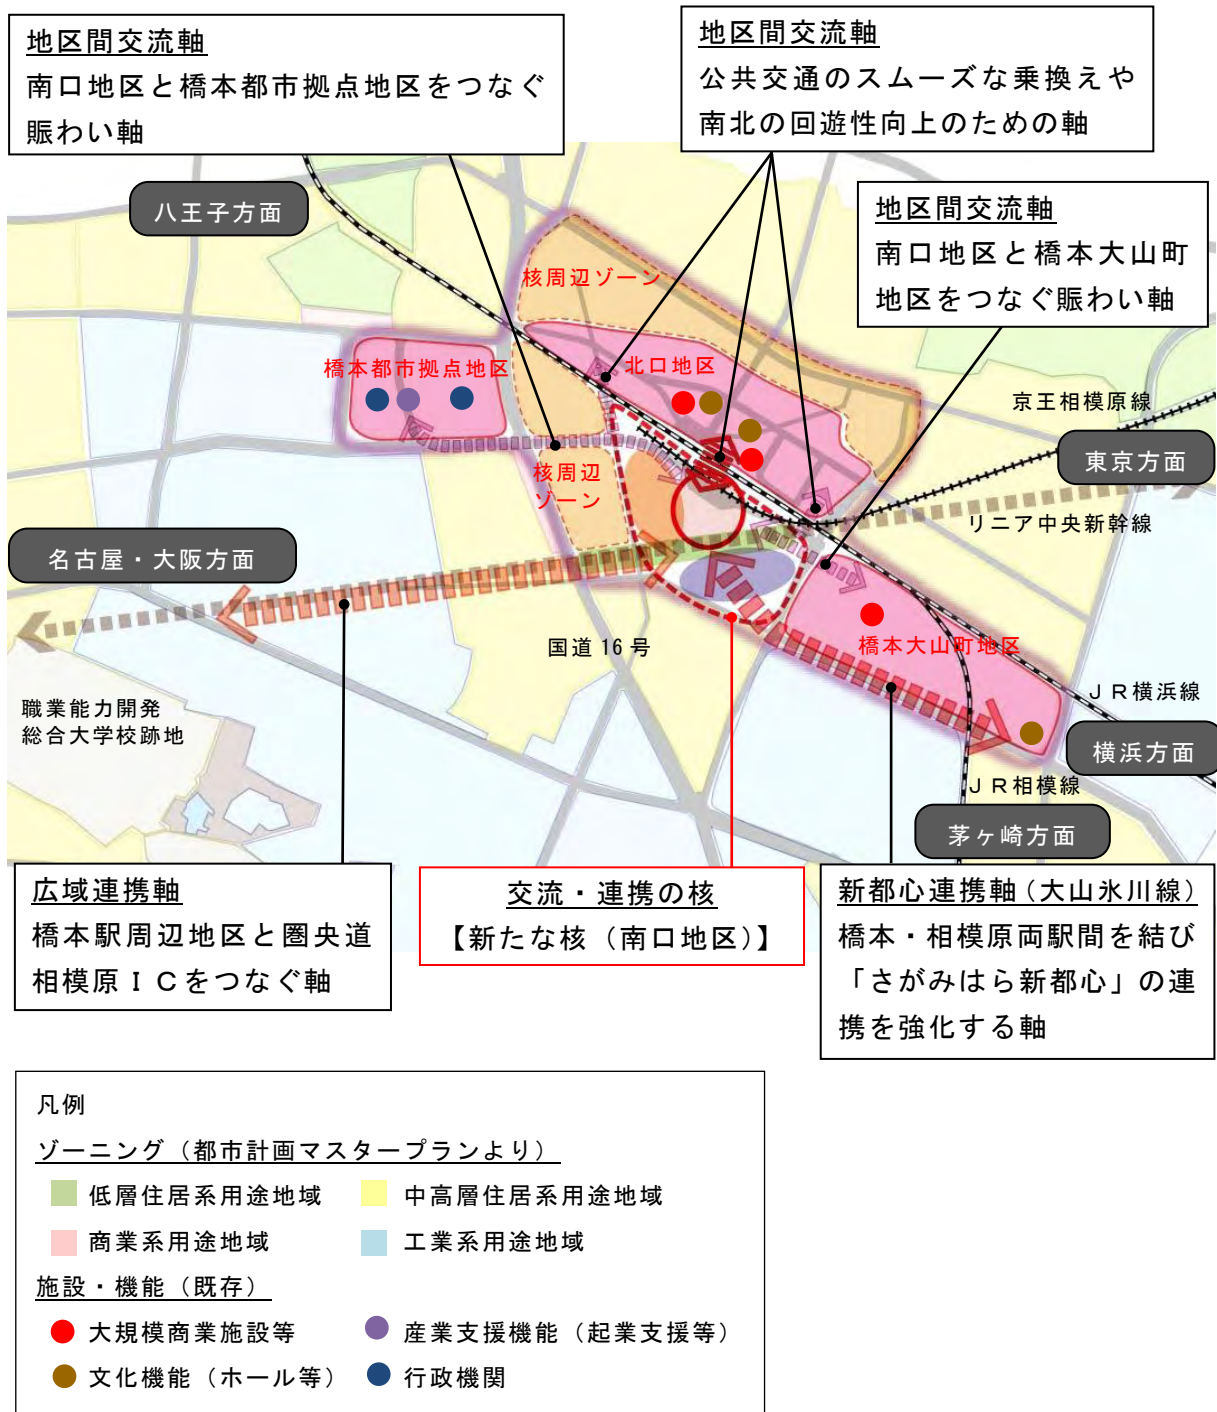 地区間交流軸
南口地区と橋本都市拠点地区をつなぐ
賑わい軸
地区間交流軸
公共交通のスムーズな乗換えや
南北の回遊性向上のための軸
地区間交流軸
南口地区と橋本大山町
地区をつなぐ賑わい軸
八王子方面
核周辺ゾーン
橋本都市拠点地区
北口地区
京王相模原線
東京方面
核周辺
ゾーン
リニア中央新幹線
名古屋・大阪方面
国道16号
橋本大山町地区
職業能力開発
総合大学校跡地
ＪＲ横浜線
横浜方面
ＪＲ相模線
茅ヶ崎方面
広域連携軸
橋本駅周辺地区と圏央道
相模原ＩＣをつなぐ軸
交流・連携の核
【新たな核（南口地区）】
新都心連携軸（大山氷川線）
橋本・相模原両駅間を結び
「さがみはら新都心」の連
携を強化する軸
凡例
ゾーニング（都市計画マスタープランより）
低層住居系用途地域
中高層住居系用途地域
商業系用途地域
工業系用途地域
施設・機能（既存）
大規模商業施設等
産業支援機能（起業支援等）
文化機能（ホール等）
行政機関